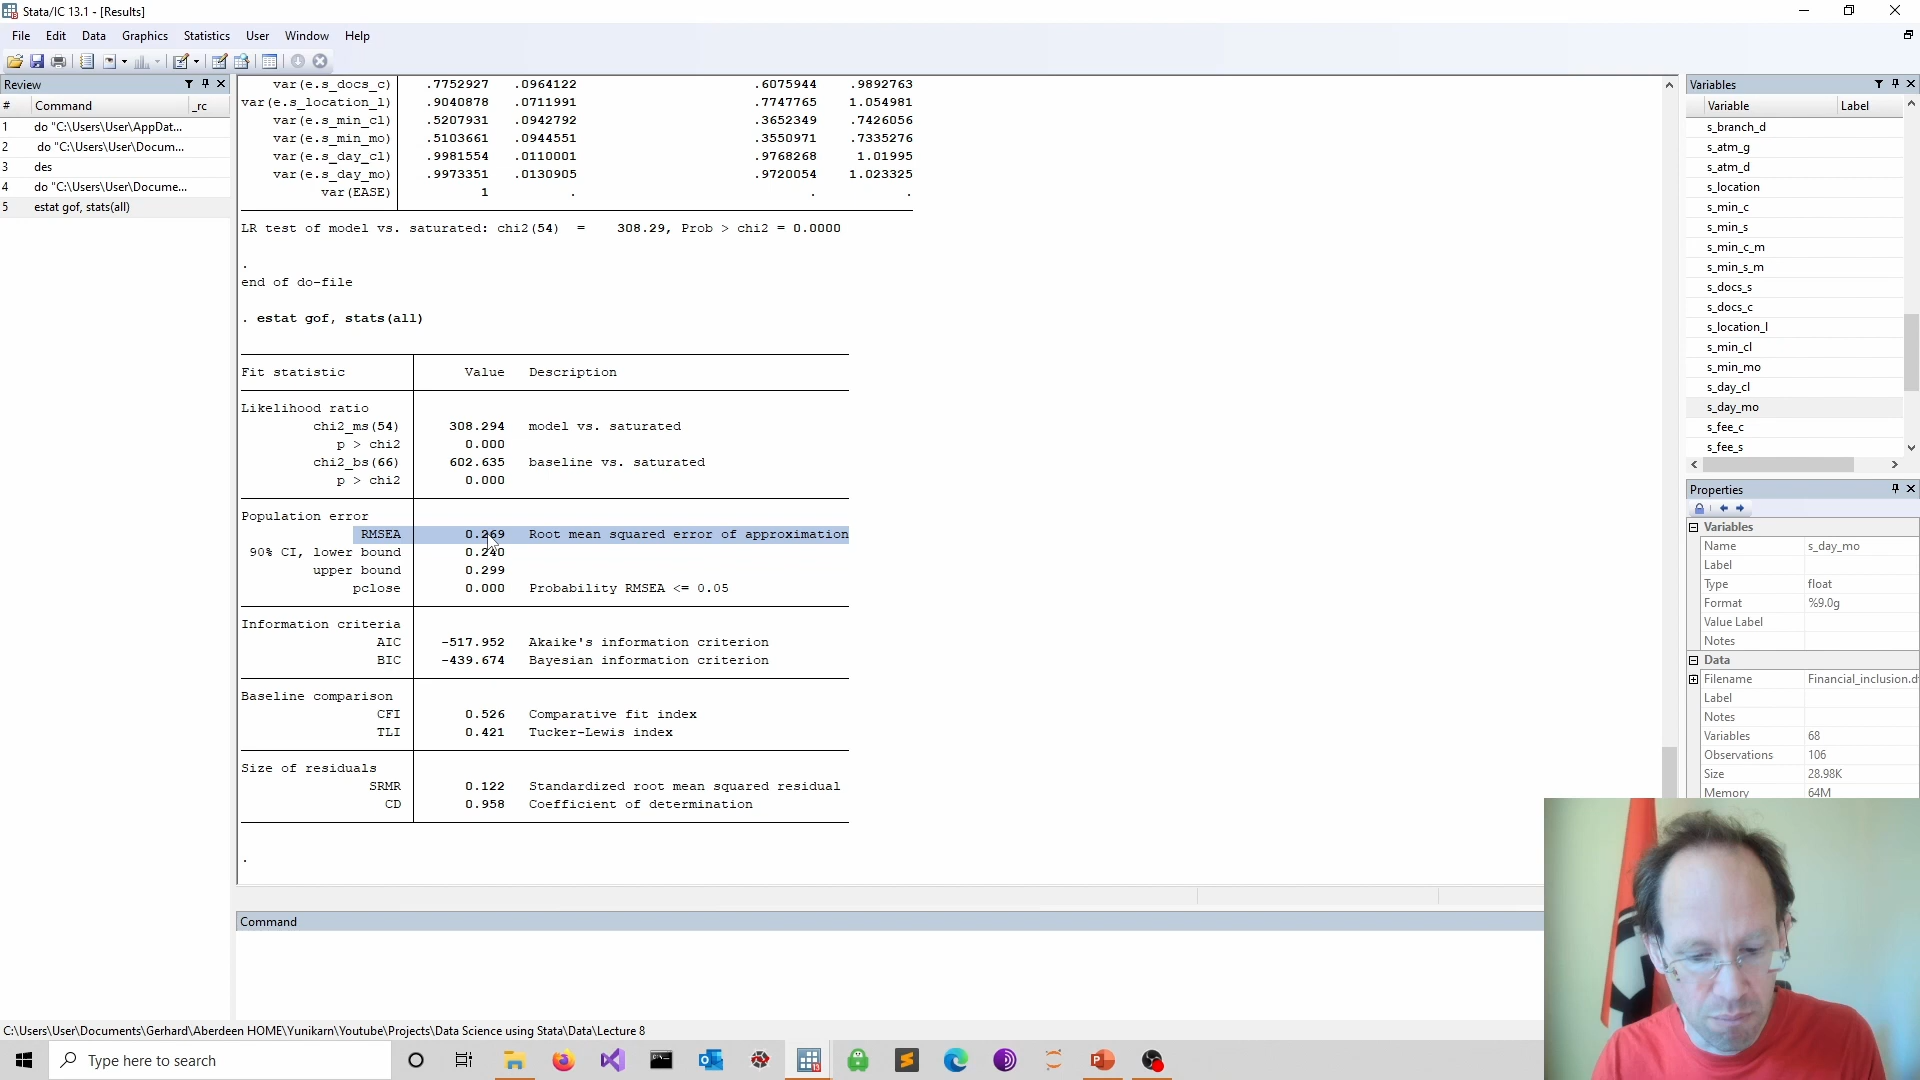 Stata/IC 13.1 - [Results]
File Edit Data Graphics Statistics User Window Help
Review
# Command _rc
1 do "C:\Users\User\AppDat...
2 do "C:\Users\User\Docum...
3 des
4 do "C:\Users\User\Docume...
5 estat gof, stats(all)
var(e.s_docs_c) .7752927 .0964122 .6075944 .9892763
var(e.s_location_l) .9040878 .0711991 .7747765 1.054981
var(e.s_min_cl) .5207931 .0942792 .3652349 .7426056
var(e.s_min_mo) .5103661 .0944551 .3550971 .7335276
var(e.s_day_cl) .9981554 .0110001 .9768268 1.01995
var(e.s_day_mo) .9973351 .0130905 .9720054 1.023325
var(EASE) 1 . . .
LR test of model vs. saturated: chi2(54) = 308.29, Prob > chi2 = 0.0000
.
end of do-file
. estat gof, stats(all)
Fit statistic Value Description
Likelihood ratio
chi2_ms(54) 308.294 model vs. saturated
p > chi2 0.000
chi2_bs(66) 602.635 baseline vs. saturated
p > chi2 0.000
Population error
RMSEA 0.269 Root mean squared error of approximation
90% CI, lower bound 0.240
upper bound 0.299
pclose 0.000 Probability RMSEA <= 0.05
Information criteria
AIC -517.952 Akaike's information criterion
BIC -439.674 Bayesian information criterion
Baseline comparison
CFI 0.526 Comparative fit index
TLI 0.421 Tucker-Lewis index
Size of residuals
SRMR 0.122 Standardized root mean squared residual
CD 0.958 Coefficient of determination
.
Command
C:\Users\User\Documents\Gerhard\Aberdeen HOME\Yunikarn\Youtube\Projects\Data Science using Stata\Data\Lecture 8
Type here to search
Variables
Variable Label
s_branch_d
s_atm_g
s_atm_d
s_location
s_min_c
s_min_s
s_min_c_m
s_min_s_m
s_docs_s
s_docs_c
s_location_l
s_min_cl
s_min_mo
s_day_cl
s_day_mo
s_fee_c
s_fee_s
Properties
Variables
Name s_day_mo
Label
Type float
Format %9.0g
Value Label
Notes
Data
Filename Financial_inclusion.d
Label
Notes
Variables 68
Observations 106
Size 28.98K
Memory 64M